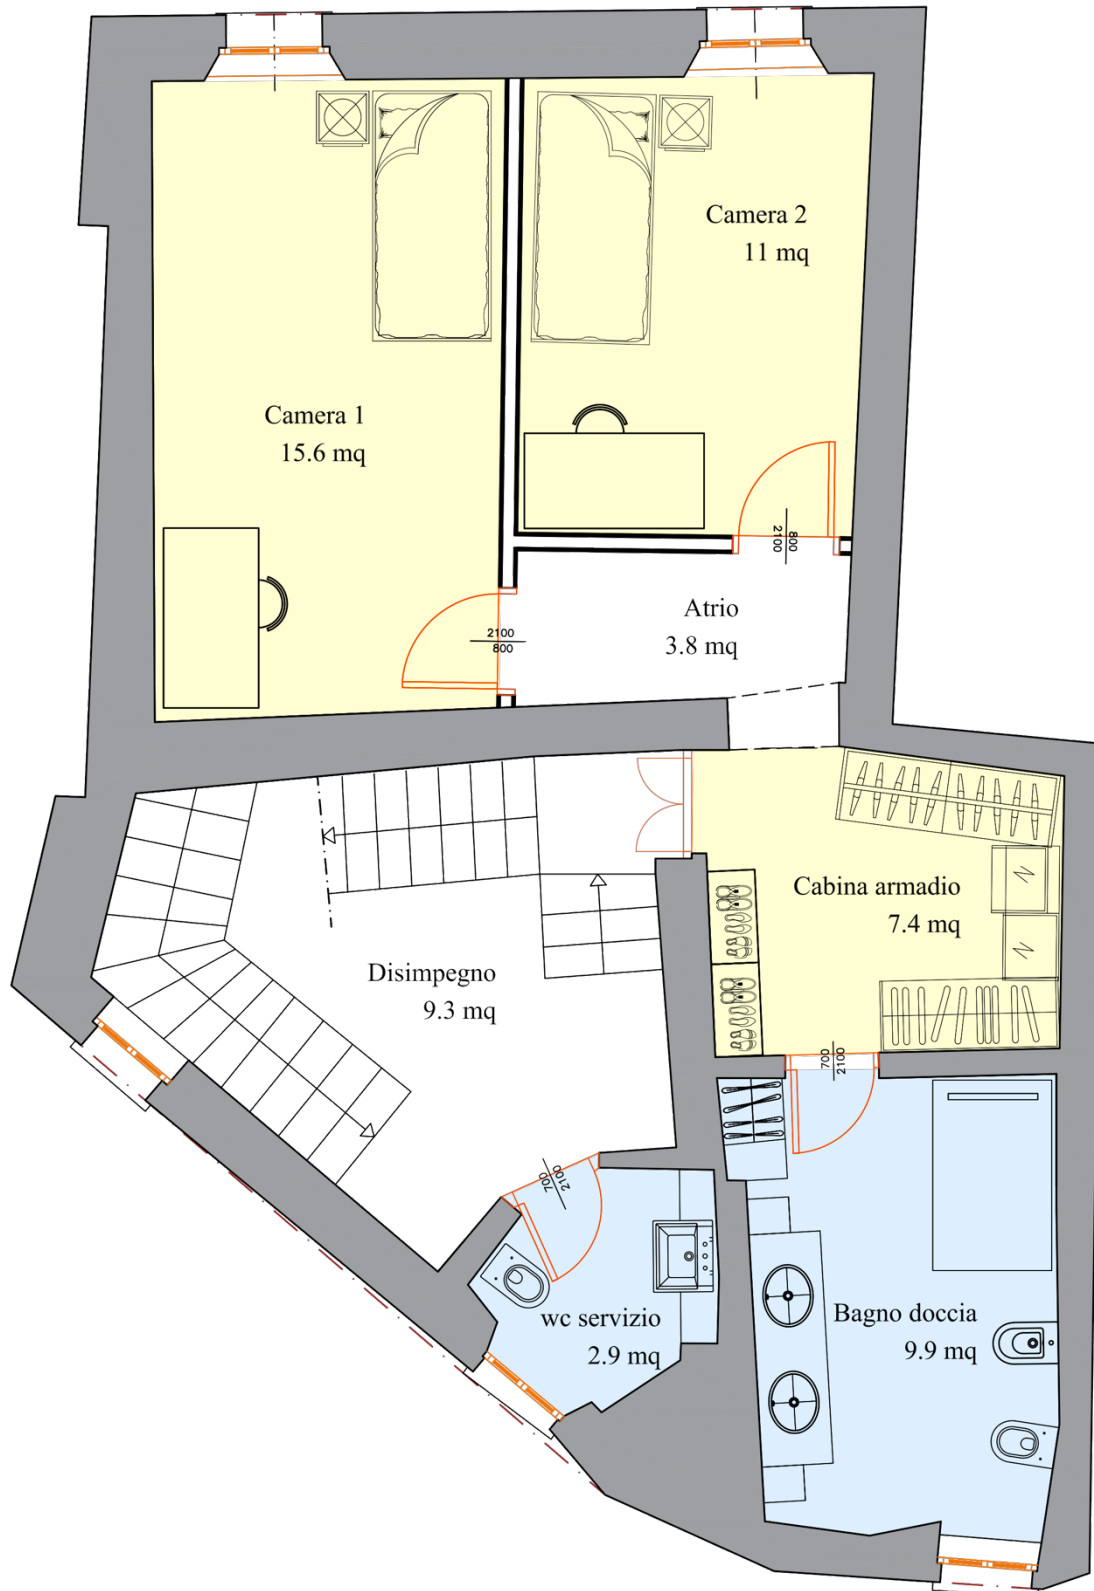 Camera 2
11 mq
Camera 1
15.6 mq
800
2100
Atrio
3.8 mq
2100
800
Cabina armadio
7.4 mq
Disimpegno
9.3 mq
700
2100
700
2100
wc servizio
2.9 mq
Bagno doccia
9.9 mq